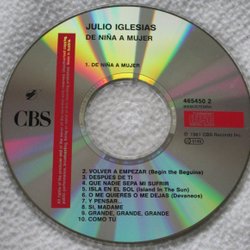 JULIO IGLESIAS
DE NIÑA A MUJER
1. DE NIÑA A MUJER
465450 2
CBS
2. VOLVER A EMPEZAR (Begin the Beguine)
3. DESPUES DE TI
4. QUE NADIE SEPA MI SUFRIR
5. ISLA EN EL SOL (Island In The Sun)
6. O ME QUIERES O ME DEJAS (Devaneos)
7. Y PENSAR...
8. SI, MADAME
9. GRANDE, GRANDE, GRANDE
10. COMO TU